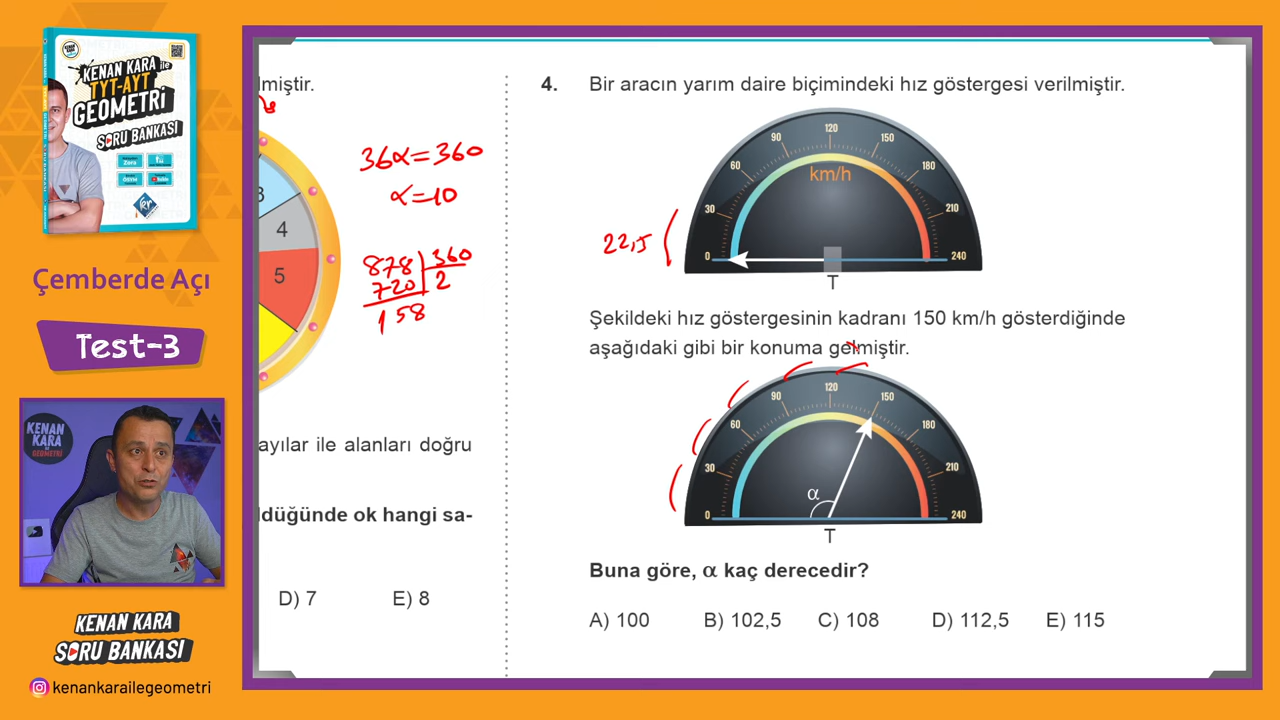 KENAN KARA ile
TYT-AYT
GEOMETRİ
SORU BANKASI
Çemberde Açı
Test-3
KENAN
KARA
ile
GEOMETRİ
KENAN KARA
SORU BANKASI
kenankarailegeometri
lmiştir.
3
4
5
36α=360
α=10
878 360
720 2
158
ayılar ile alanları doğru
ldüğünde ok hangi sa-
D) 7 E) 8
4. Bir aracın yarım daire biçimindeki hız göstergesi verilmiştir.
0 30 60 90 120 150 180 210 240
km/h
22,5
T
Şekildeki hız göstergesinin kadranı 150 km/h gösterdiğinde
aşağıdaki gibi bir konuma gelmiştir.
0 30 60 90 120 150 180 210 240
α
T
Buna göre, α kaç derecedir?
A) 100 B) 102,5 C) 108 D) 112,5 E) 115